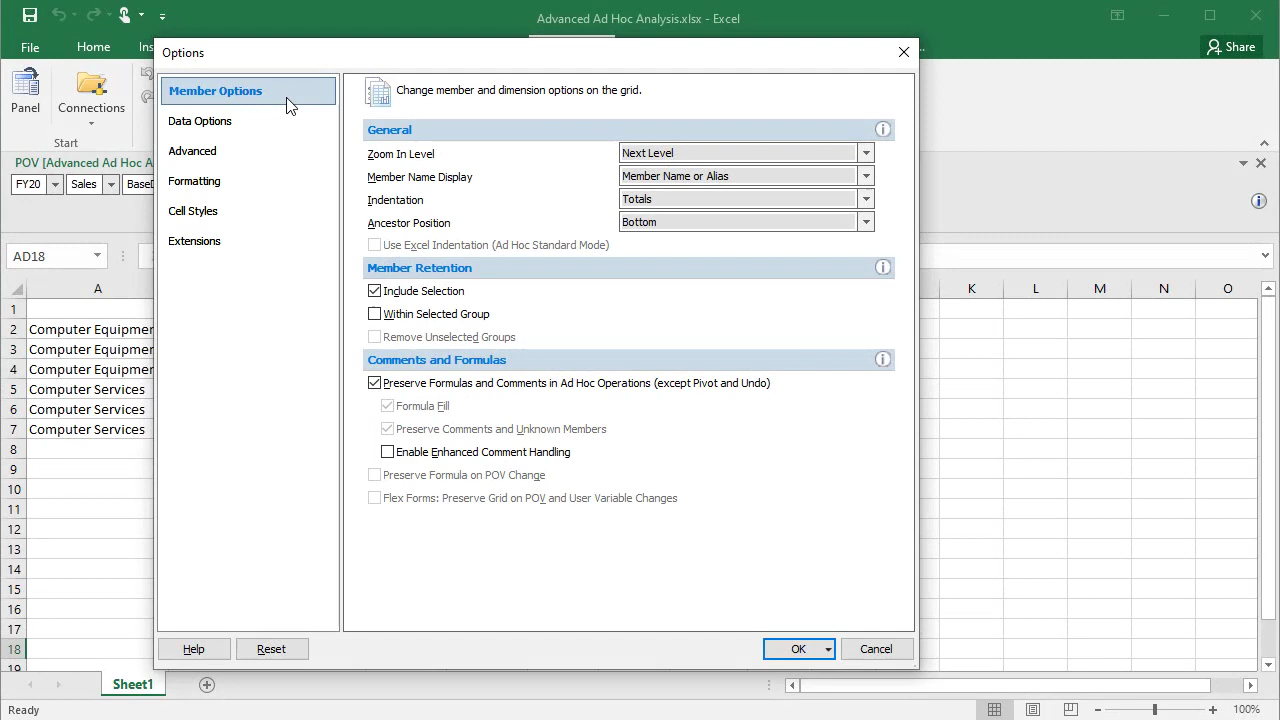 Advanced Ad Hoc Analysis.xlsx - Excel
File
Home
Ins
Share
Panel
Connections
Start
POV [Advanced Ad Hoc A
FY20
Sales
BaseD
AD18
Options
Member Options
Data Options
Advanced
Formatting
Cell Styles
Extensions
Change member and dimension options on the grid.
General
Zoom In Level Next Level
Member Name Display Member Name or Alias
Indentation Totals
Ancestor Position Bottom
Use Excel Indentation (Ad Hoc Standard Mode)
Member Retention
Include Selection
Within Selected Group
Remove Unselected Groups
Comments and Formulas
Preserve Formulas and Comments in Ad Hoc Operations (except Pivot and Undo)
Formula Fill
Preserve Comments and Unknown Members
Enable Enhanced Comment Handling
Preserve Formula on POV Change
Flex Forms: Preserve Grid on POV and User Variable Changes
Help
Reset
OK
Cancel
A K L M N O
1
2 Computer Equipmer
3 Computer Equipmer
4 Computer Equipmer
5 Computer Services
6 Computer Services
7 Computer Services
8
9
10
11
12
13
14
15
16
17
18
19
Sheet1
Ready
100%